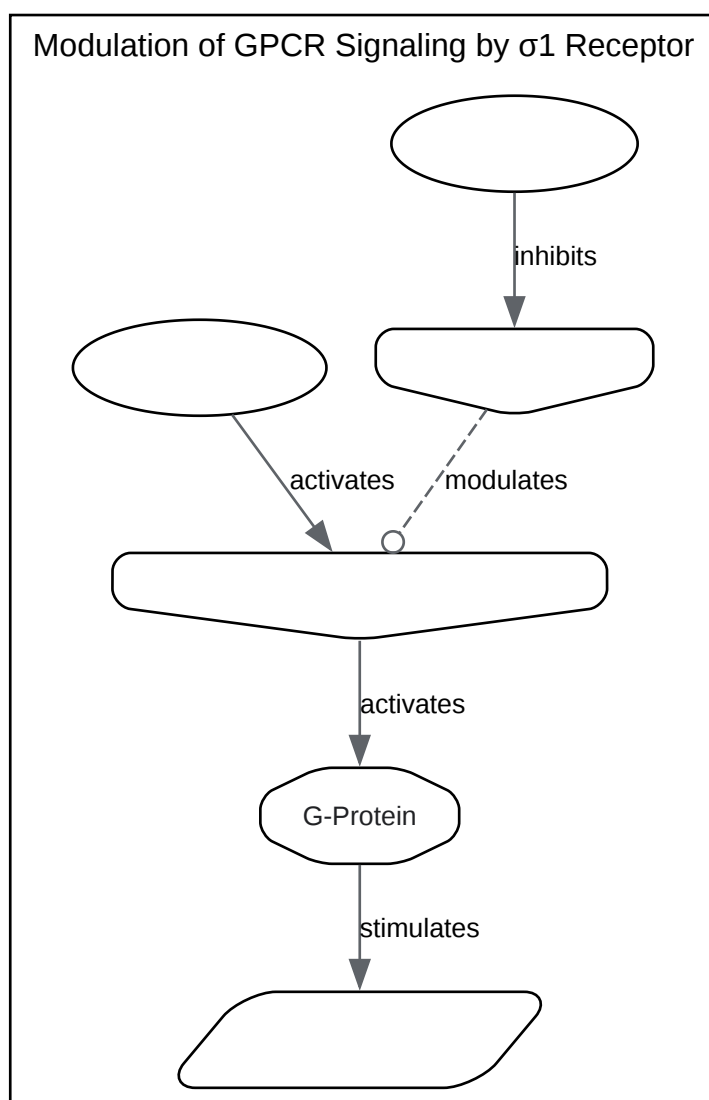 Modulation of GPCR Signaling by σ1 Receptor
inhibits
activates
modulates
activates
G-Protein
stimulates